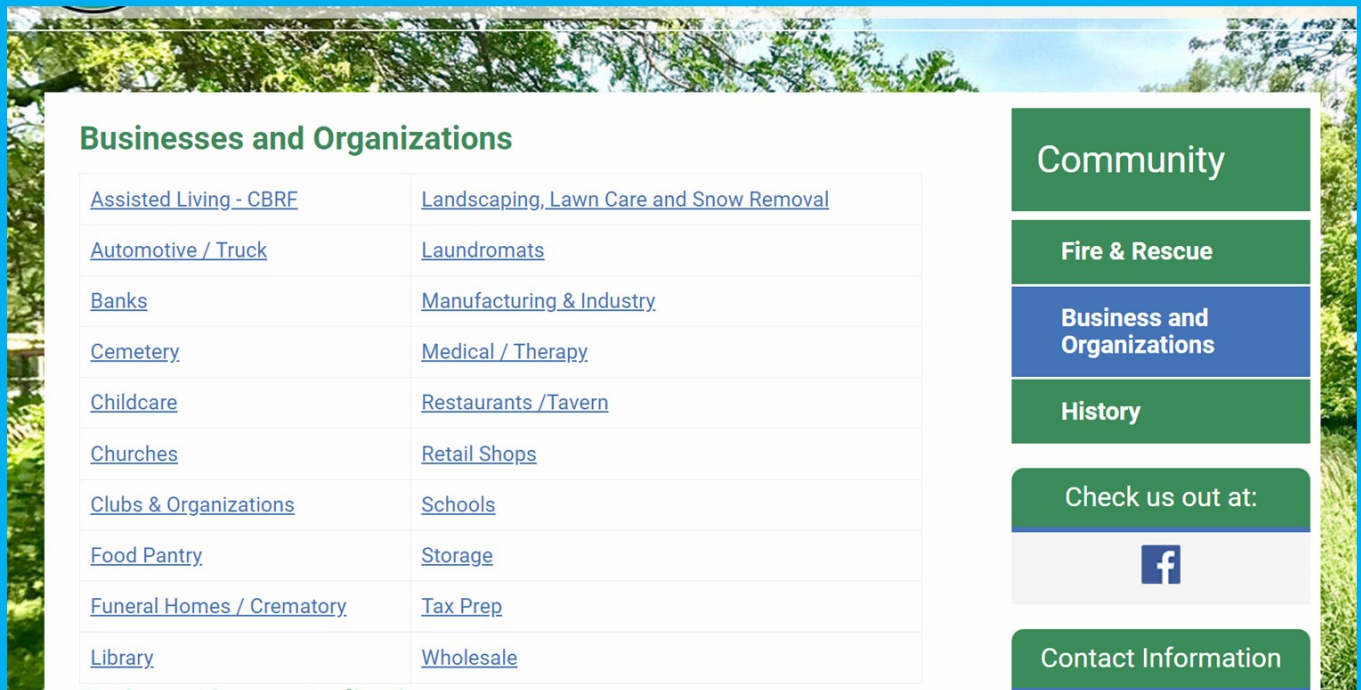 Businesses and Organizations
Assisted Living - CBRF
Landscaping, Lawn Care and Snow Removal
Automotive / Truck
Laundromats
Banks
Manufacturing & Industry
Cemetery
Medical / Therapy
Childcare
Restaurants /Tavern
Churches
Retail Shops
Clubs & Organizations
Schools
Food Pantry
Storage
Funeral Homes / Crematory
Tax Prep
Library
Wholesale
Community
Fire & Rescue
Business and
Organizations
History
Check us out at:
Contact Information